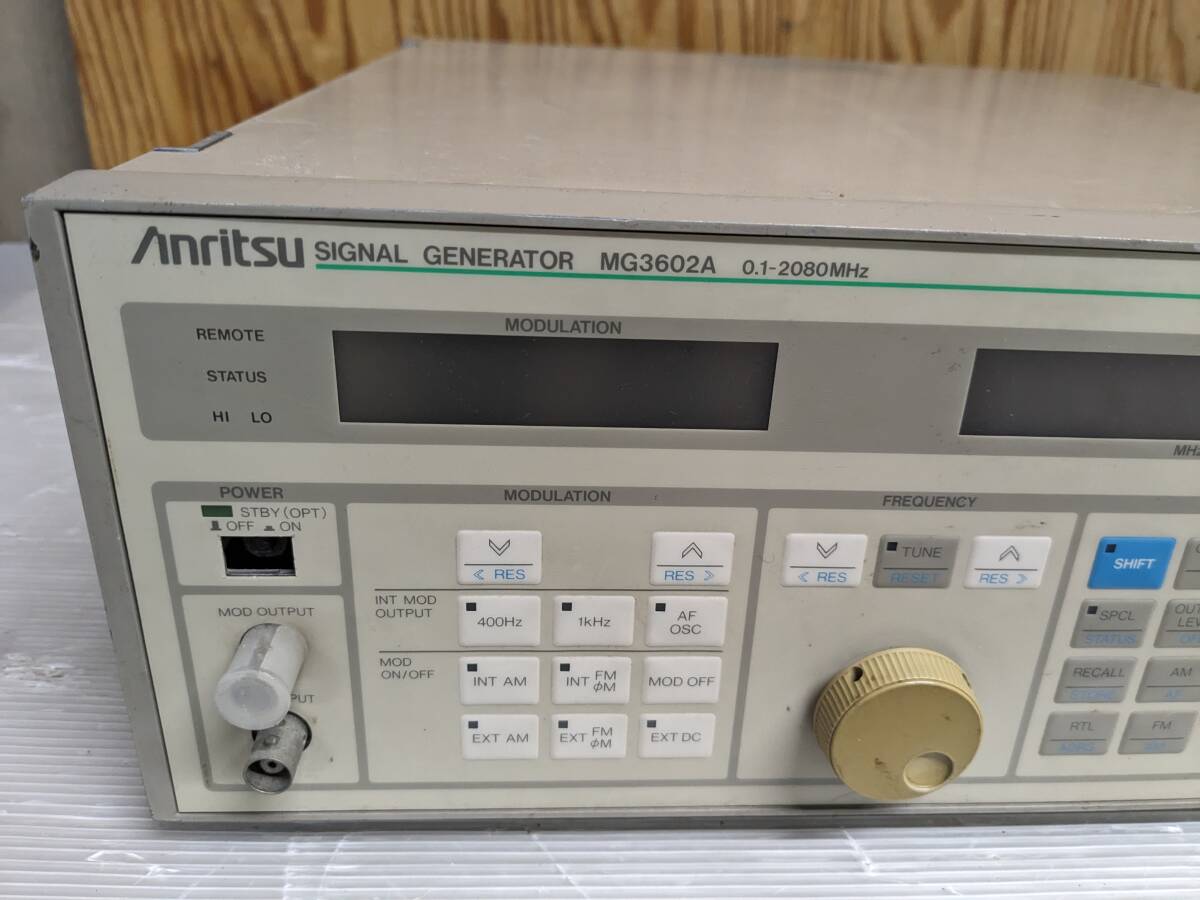 Anritsu SIGNAL GENERATOR MG3602A 0.1-2080MHz
MODULATION
REMOTE
STATUS
HI LO
POWER
STBY (OPT)
OFF ON
MOD OUTPUT
MODULATION
RES
RES
INT MOD
OUTPUT
400Hz
1kHz
AF
OSC
MOD
ON/OFF
INT AM
INT FM
φM
MOD OFF
EXT AM
EXT FM
φM
EXT DC
FREQUENCY
RES
TUNE
RESET
RES
SHIFT
SPCL
STATUS
RECALL
STORE
AM
AF
RTL
ADRS
FM